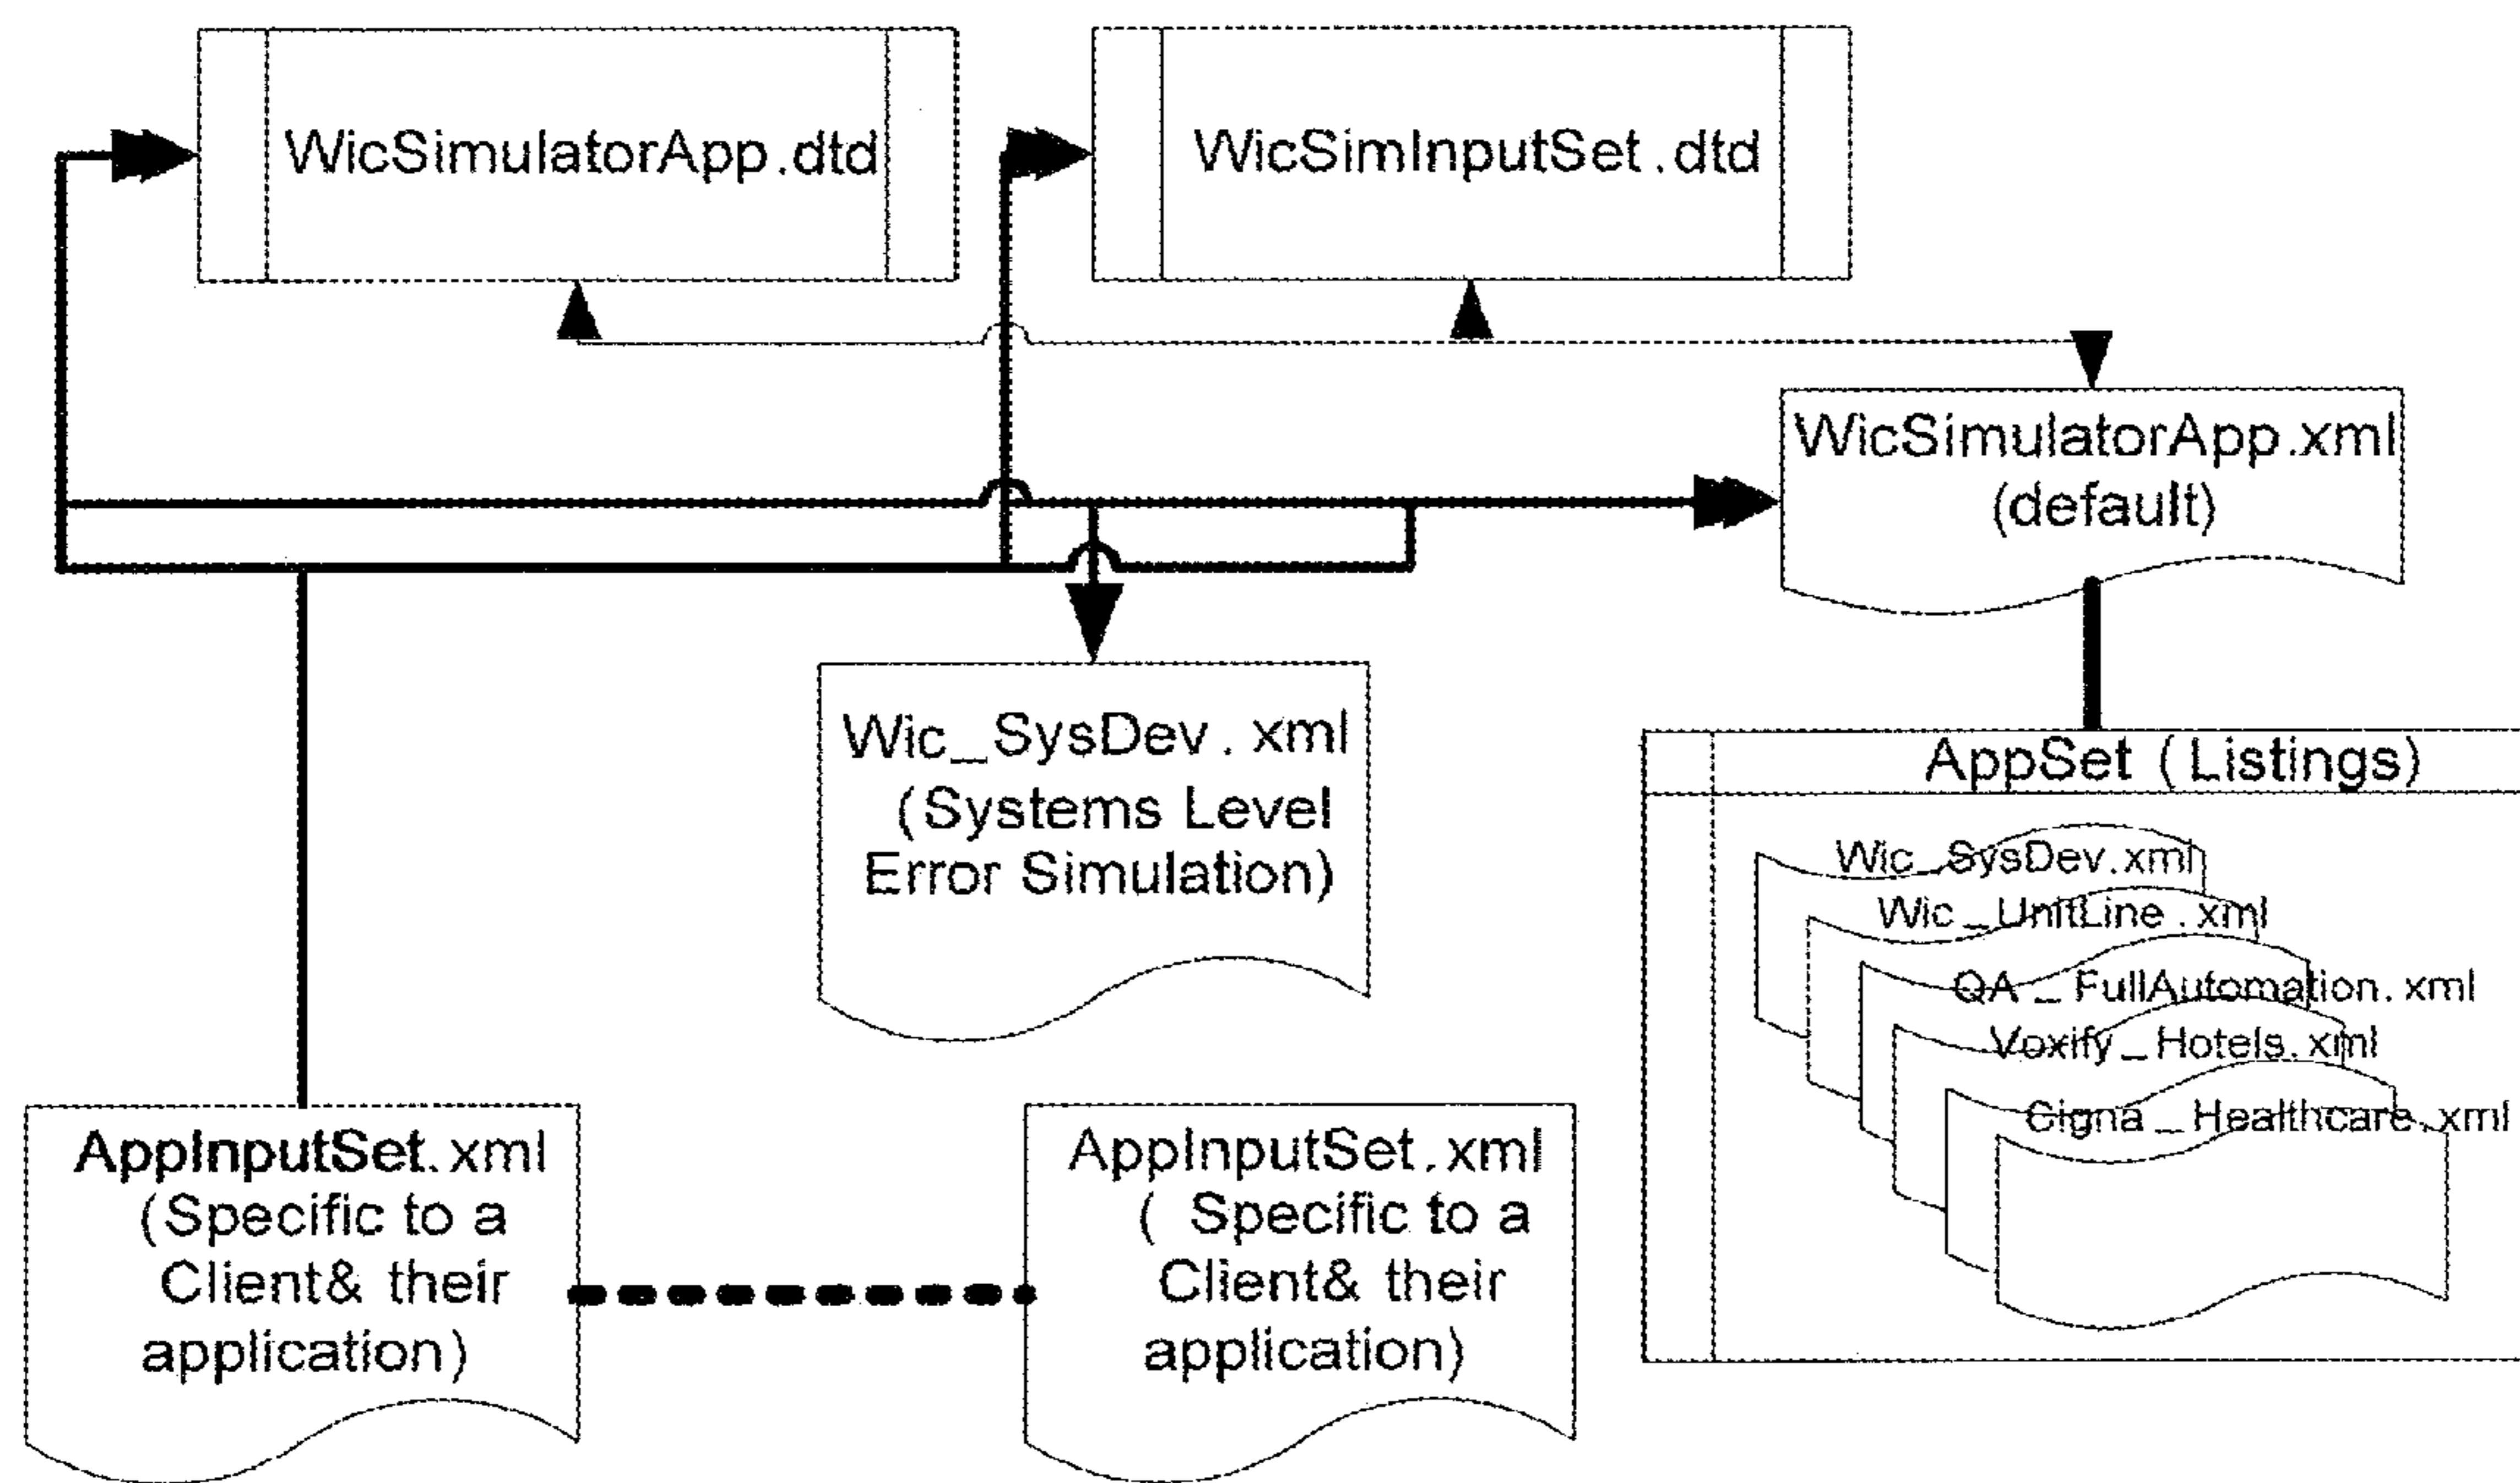 WicSimulatorApp.dtd
WicSimInputSet.dtd
WicSimulatorApp.xml
(default)
Wic_SysDev. xml
(Systems Level
Error Simulation)
AppSet (Listings)
Wic_SysDev.xml
Wic_UnitLine.xml
QA_FullAutomation.xml
Voxify_Hotels.xml
Cigna_Healthcare.xml
AppInputSet.xml
(Specific to a
Client& their
application)
AppInputSet.xml
( Specific to a
Client& their
application)